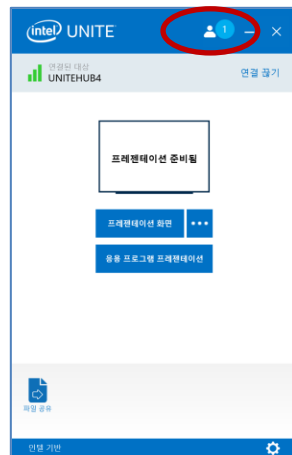 intel UNITE
1
연결된 대상
UNITEHUB4
연결 끊기
프레젠테이션 준비됨
프레젠테이션 화면
응용 프로그램 프레젠테이션
파일 공유
인텔 기반